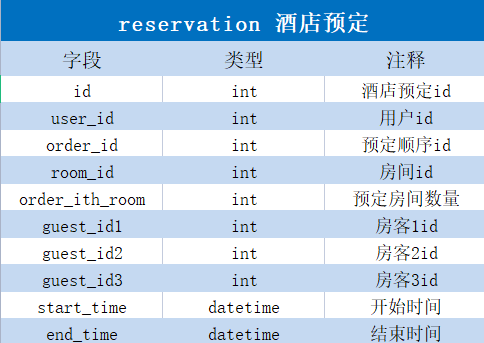 reservation 酒店预定
字段 类型 注释
id int 酒店预定id
user_id int 用户id
order_id int 预定顺序id
room_id int 房间id
order_ith_room int 预定房间数量
guest_id1 int 房客1id
guest_id2 int 房客2id
guest_id3 int 房客3id
start_time datetime 开始时间
end_time datetime 结束时间